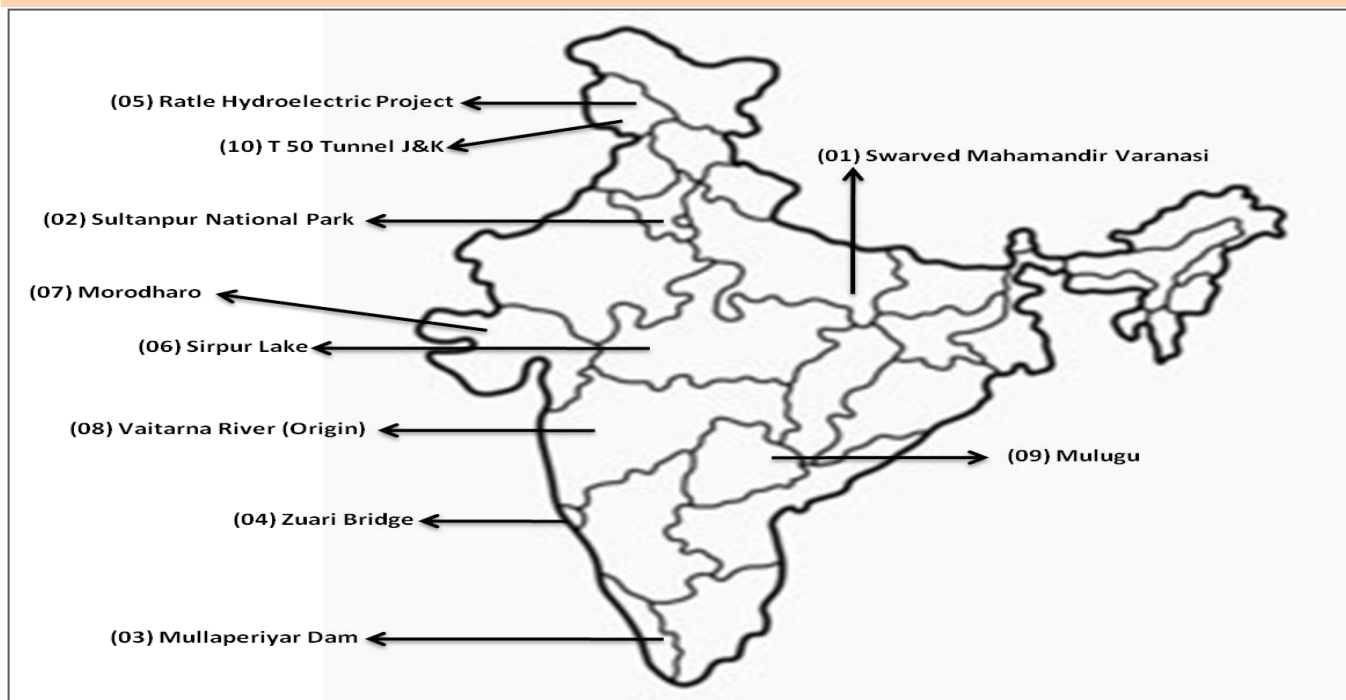 (05) Ratle Hydroelectric Project
(10) T 50 Tunnel J&K
(01) Swarved Mahamandir Varanasi
(02) Sultanpur National Park
(07) Morodharo
(06) Sirpur Lake
(08) Vaitarna River (Origin)
(09) Mulugu
(04) Zuari Bridge
(03) Mullaperiyar Dam